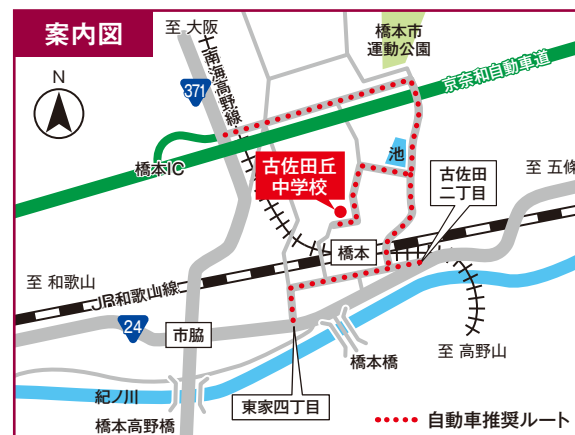 案内図
至 大阪
橋本市
運動公園
N
371
南海高野線
京奈和自動車道
橋本IC
池
古佐田丘
中学校
古佐田
二丁目
至 五條
橋本
至 和歌山
JR和歌山線
24
市脇
橋本橋
至 高野山
紀ノ川
東家四丁目
橋本高野橋
自動車推奨ルート